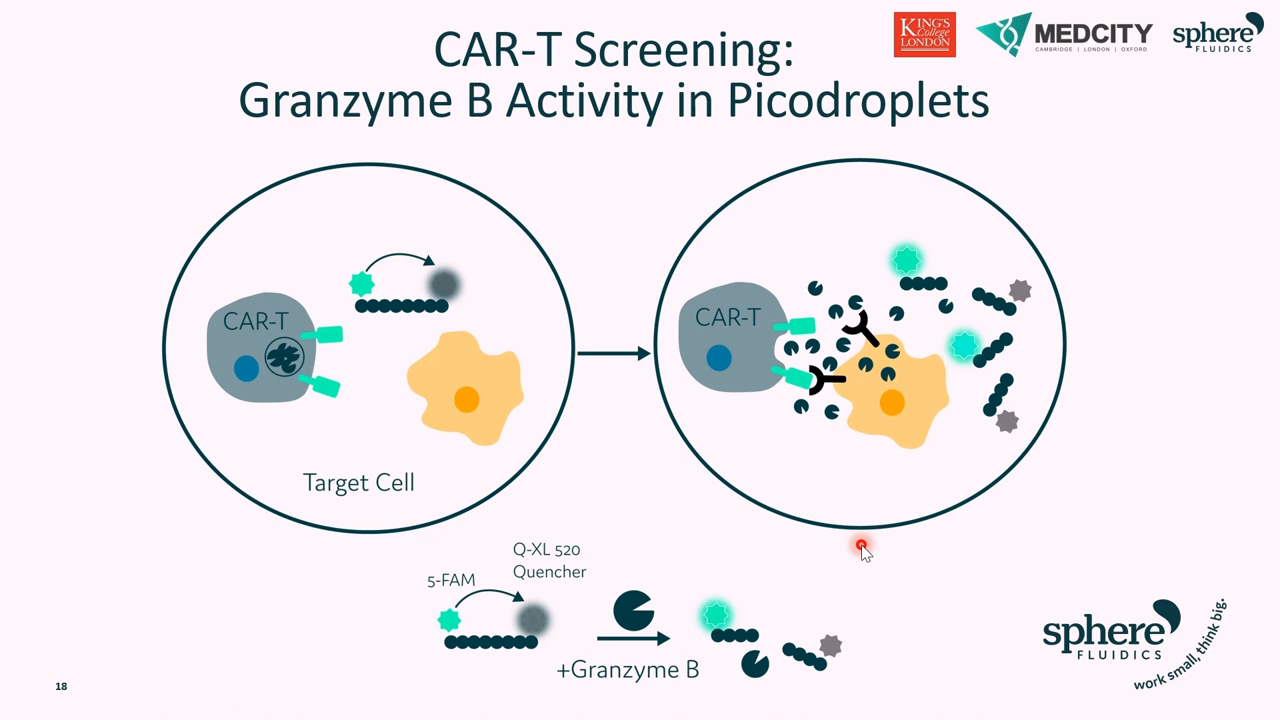 KING'S
College
LONDON
MEDCITY
CAMBRIDGE | LONDON | OXFORD
sphere
FLUIDICS
CAR-T Screening:
Granzyme B Activity in Picodroplets
CAR-T
CAR-T
Target Cell
Q-XL 520
Quencher
5-FAM
+Granzyme B
sphere
FLUIDICS
work small, think big.
18